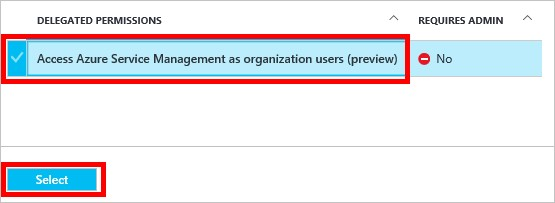 DELEGATED PERMISSIONS REQUIRES ADMIN
Access Azure Service Management as organization users (preview) No
Select